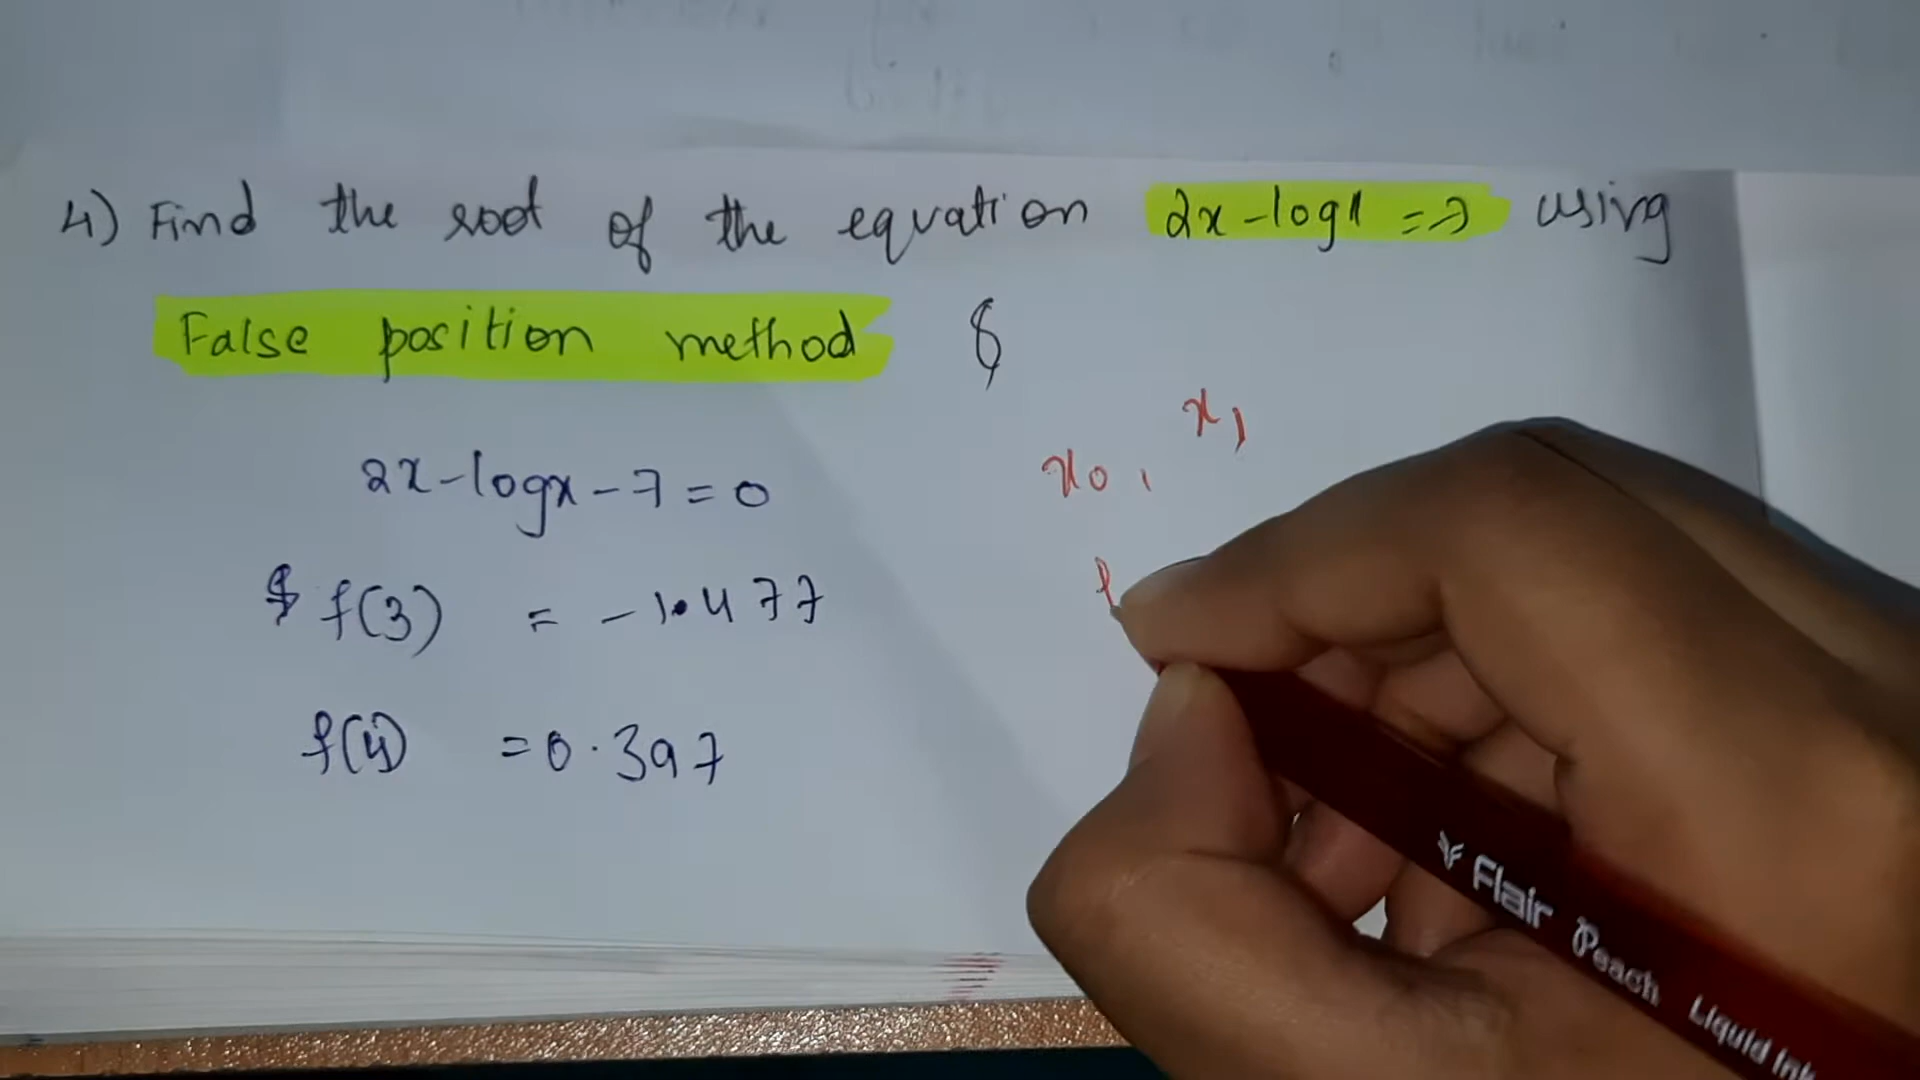 4) Find the root of the equation 2x-logx=7 using
False position method
2x-logx-7=0
f(3) = -1.477
f(4) =0.397
x0, x1
f
Flair Peach Liquid Ink